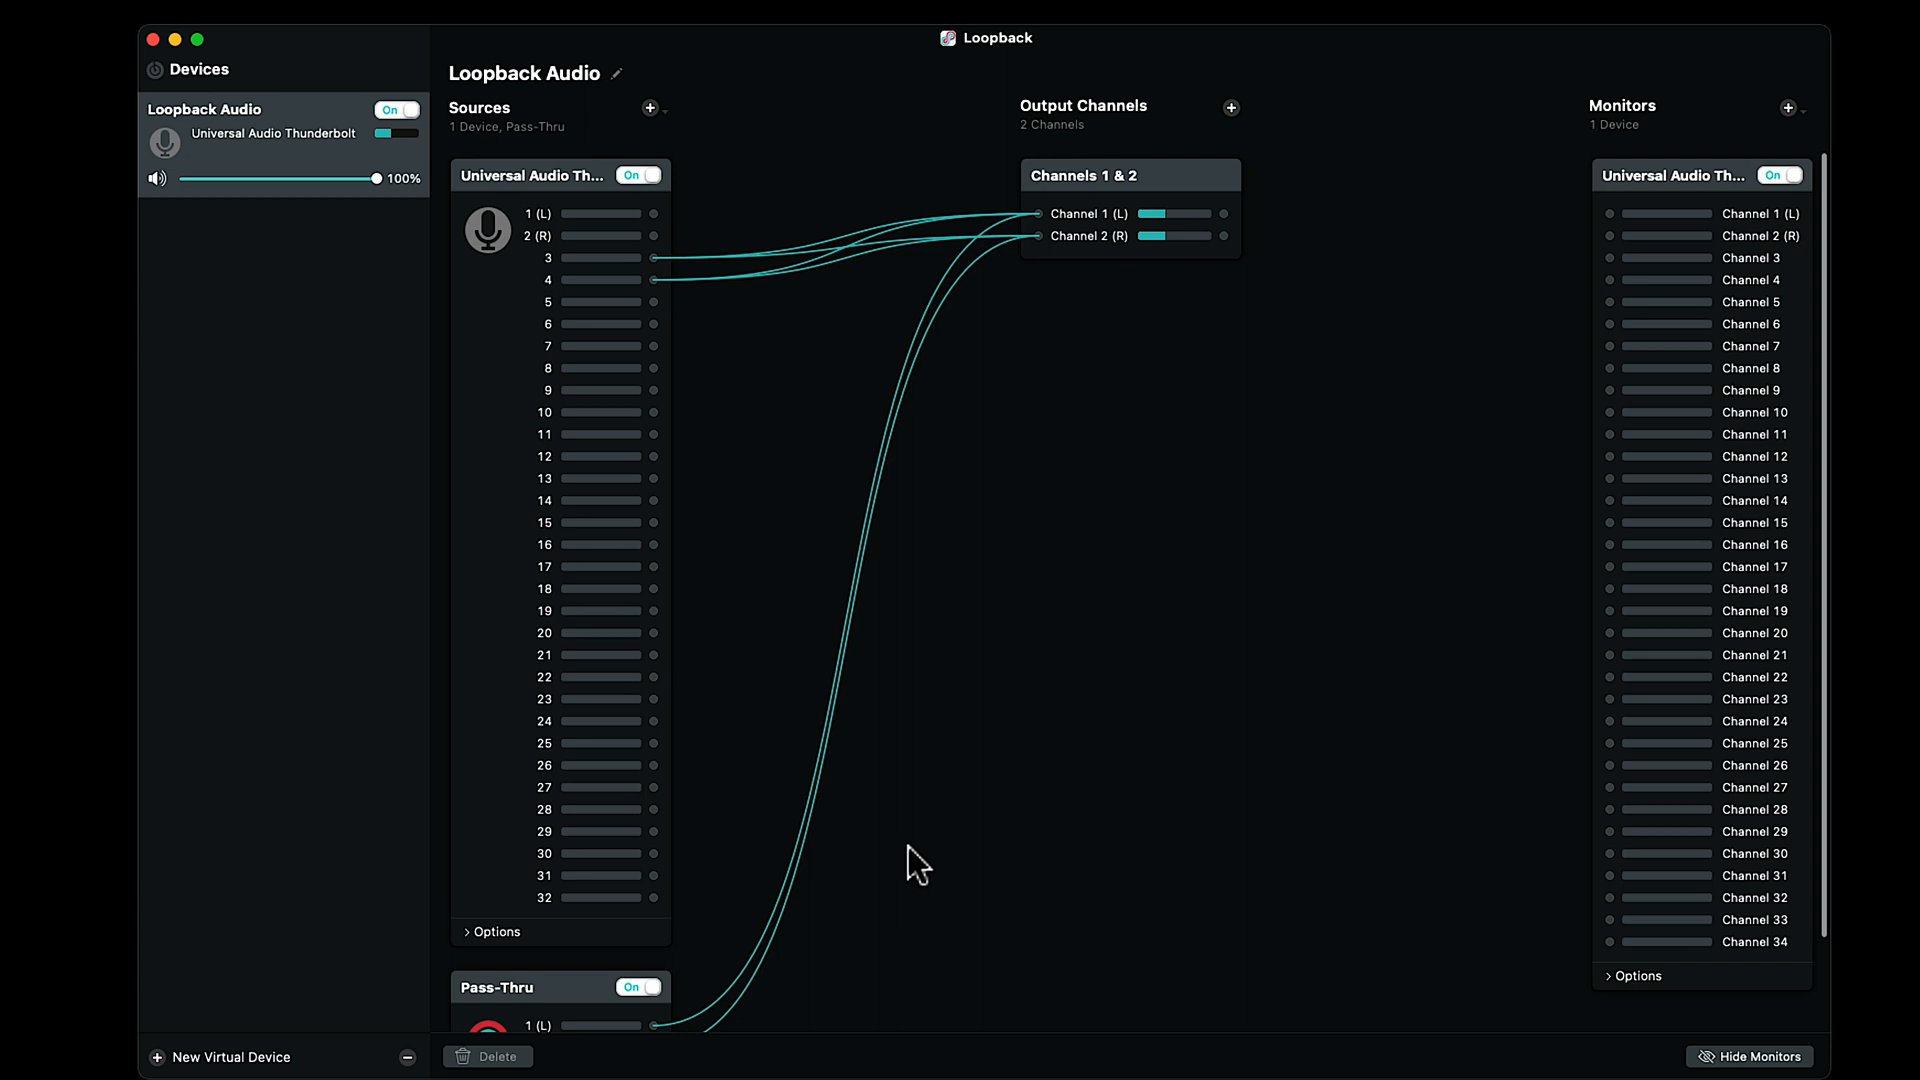 Loopback
Devices
Loopback Audio
On
Universal Audio Thunderbolt
100%
Loopback Audio
Sources
1 Device, Pass-Thru
Universal Audio Th...
On
1 (L)
2 (R)
3
4
5
6
7
8
9
10
11
12
13
14
15
16
17
18
19
20
21
22
23
24
25
26
27
28
29
30
31
32
Options
Pass-Thru
On
1 (L)
Output Channels
2 Channels
Channels 1 & 2
Channel 1 (L)
Channel 2 (R)
Monitors
1 Device
Universal Audio Th...
On
Channel 1 (L)
Channel 2 (R)
Channel 3
Channel 4
Channel 5
Channel 6
Channel 7
Channel 8
Channel 9
Channel 10
Channel 11
Channel 12
Channel 13
Channel 14
Channel 15
Channel 16
Channel 17
Channel 18
Channel 19
Channel 20
Channel 21
Channel 22
Channel 23
Channel 24
Channel 25
Channel 26
Channel 27
Channel 28
Channel 29
Channel 30
Channel 31
Channel 32
Channel 33
Channel 34
Options
New Virtual Device
Delete
Hide Monitors